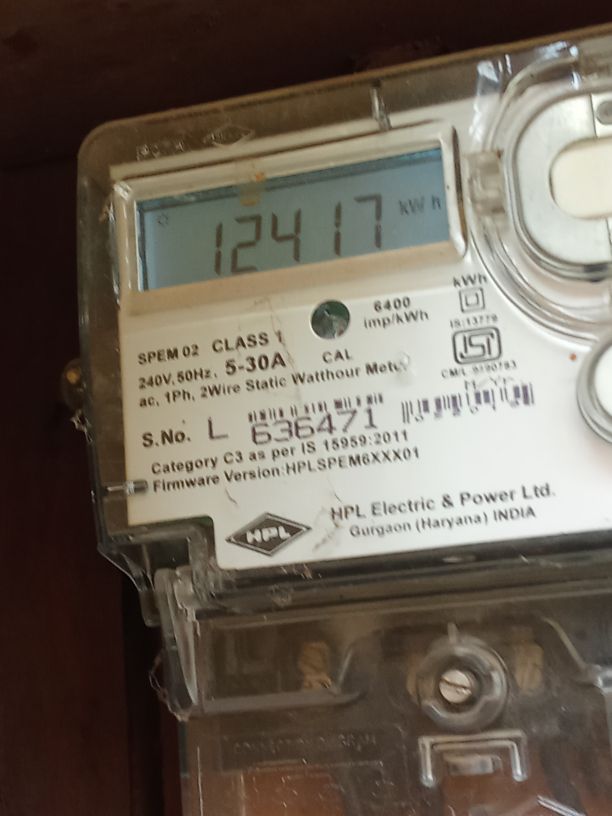 12417 kWh
6400
imp/kWh
kWh
IS:13779
ISI
SPEM 02 CLASS 1
240V, 50Hz, 5-30A CAL
ac, 1Ph, 2Wire Static Watthour Meter
S.No. L 636471
Category C3 as per IS 15959:2011
Firmware Version:HPLSPEM6XXX01
HPL
HPL Electric & Power Ltd.
Gurgaon (Haryana) INDIA